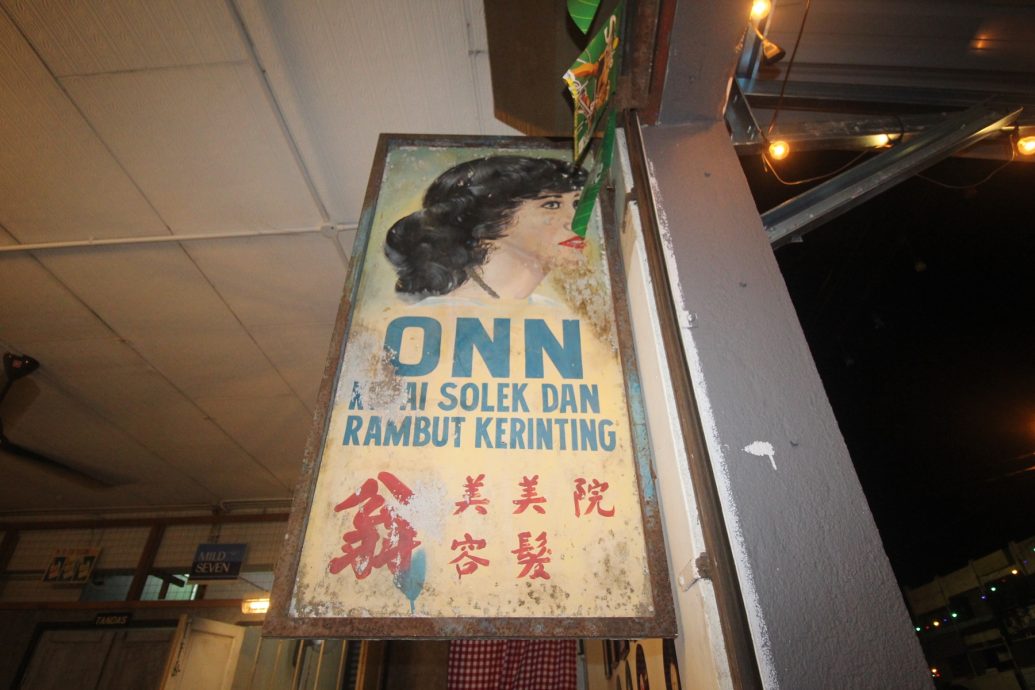 ONN
SOLEK DAN
RAMBUT KERINTING
翁 美美院
容髮
MILD
SEVEN
TANDAS